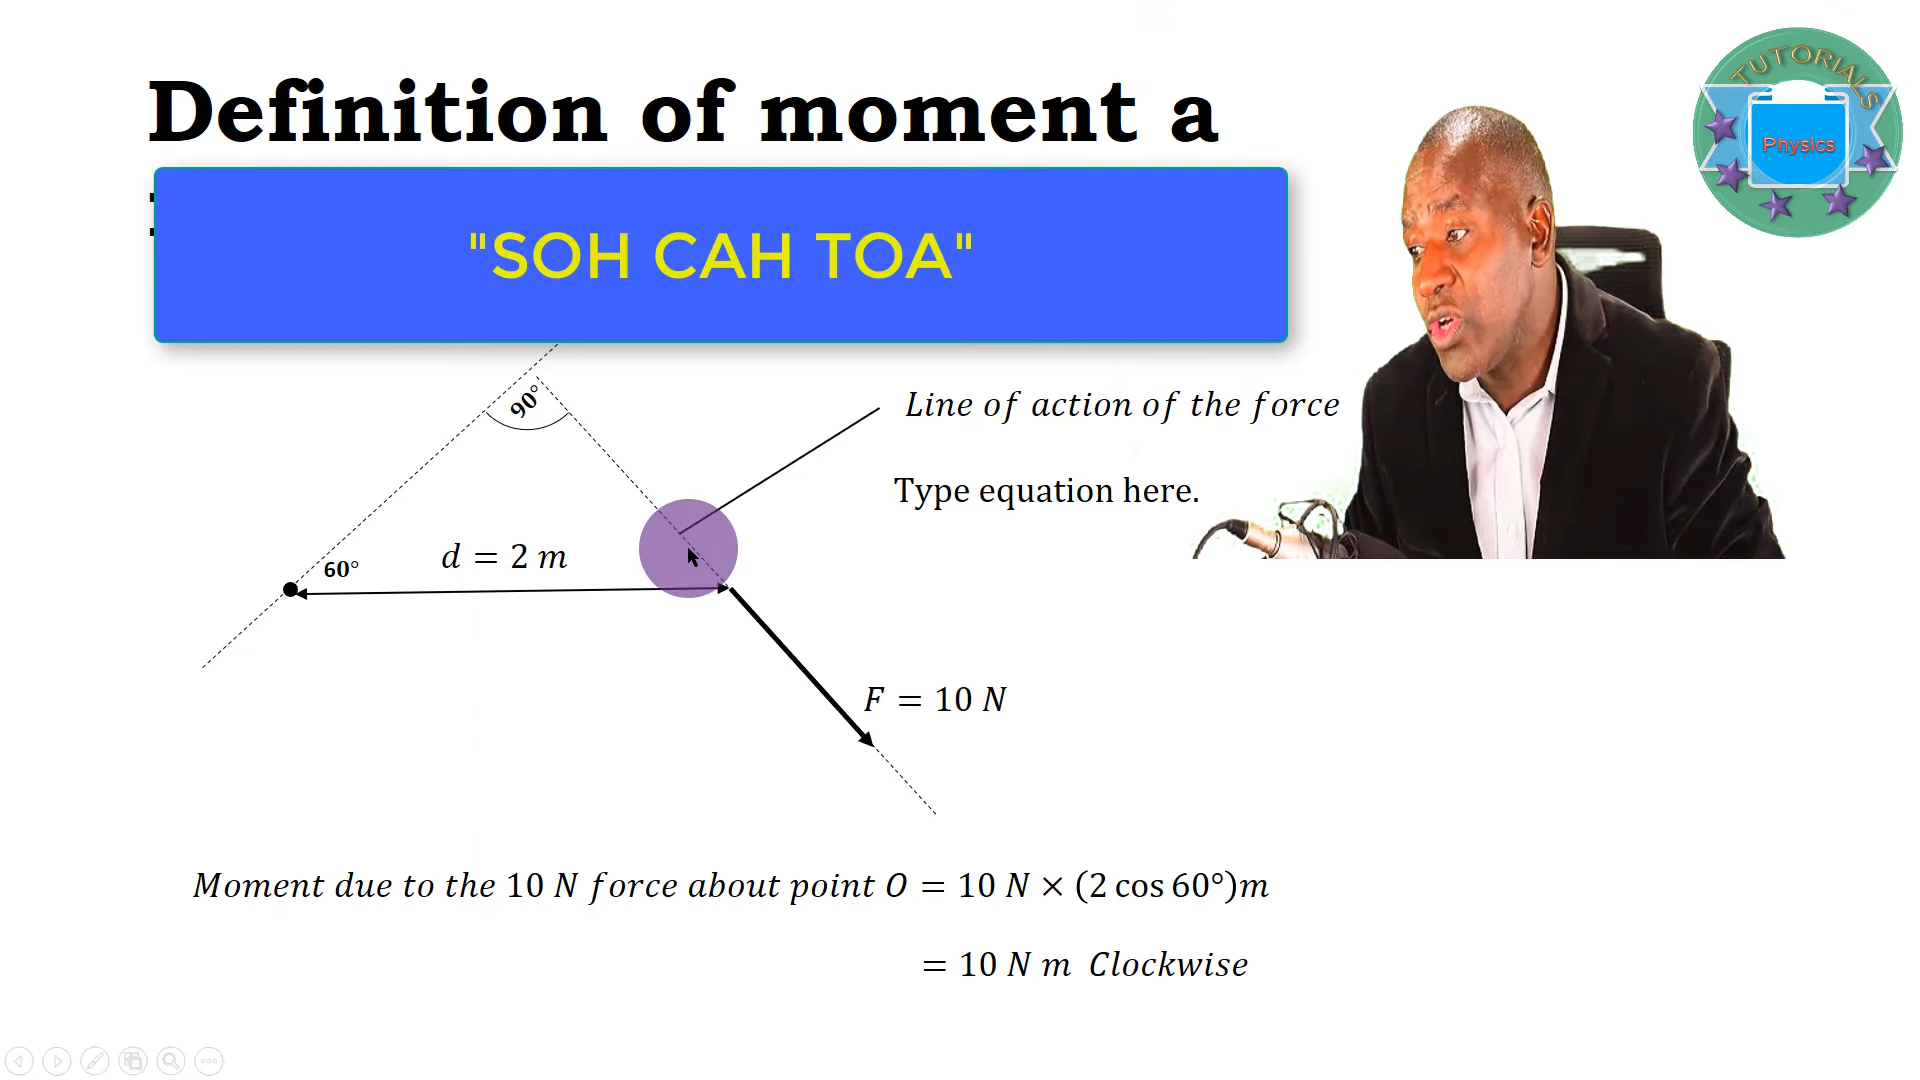 Definition of moment a
"SOH CAH TOA"
TUTORIALS
Physics
90°
Line of action of the force
Type equation here.
60°
d = 2 m
F = 10 N
Moment due to the 10 N force about point O = 10 N × (2 cos 60°)m
= 10 N m Clockwise